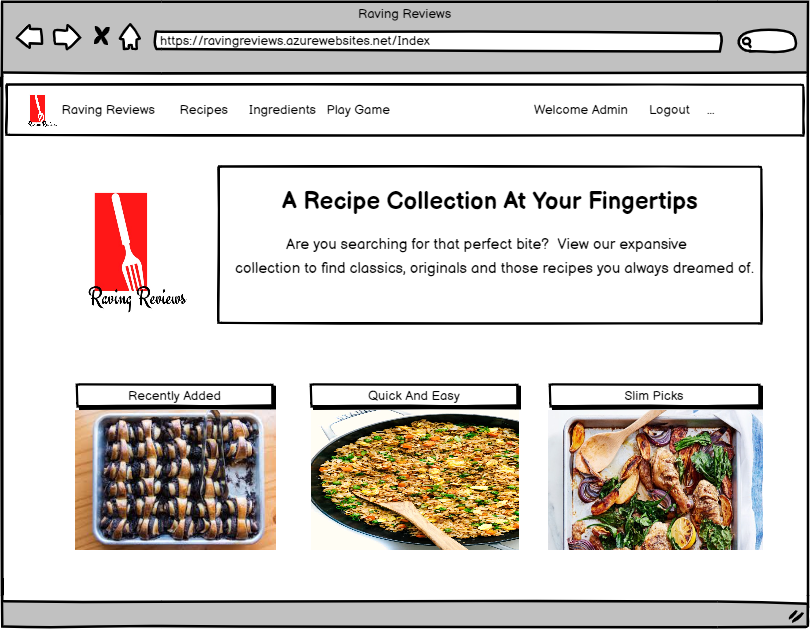 Raving Reviews
https://ravingreviews.azurewebsites.net/Index
Raving Reviews Recipes Ingredients Play Game Welcome Admin Logout ...
A Recipe Collection At Your Fingertips
Are you searching for that perfect bite? View our expansive
collection to find classics, originals and those recipes you always dreamed of.
Raving Reviews
Recently Added Quick And Easy Slim Picks